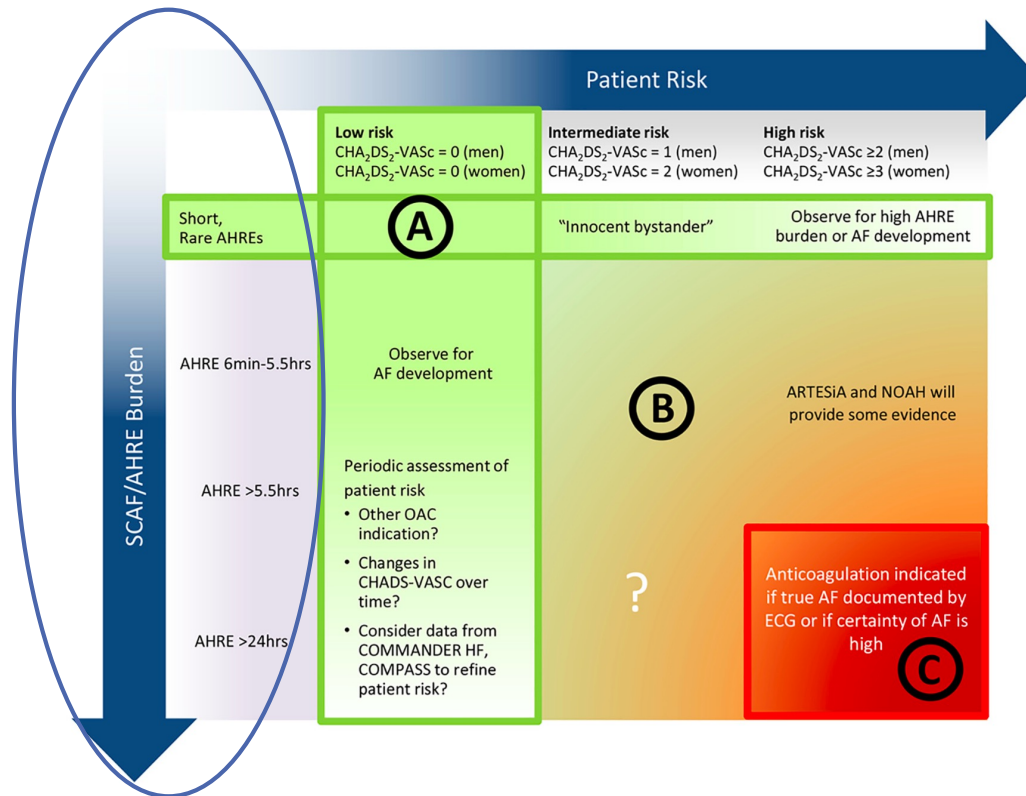 Patient Risk
Low risk
CHA₂DS₂-VASc = 0 (men)
CHA₂DS₂-VASc = 0 (women)
Intermediate risk
CHA₂DS₂-VASc = 1 (men)
CHA₂DS₂-VASc = 2 (women)
High risk
CHA₂DS₂-VASc ≥2 (men)
CHA₂DS₂-VASc ≥3 (women)
Short,
Rare AHREs
A
"Innocent bystander"
Observe for high AHRE
burden or AF development
SCAF/AHRE Burden
AHRE 6min-5.5hrs
Observe for
AF development
B
ARTESiA and NOAH will
provide some evidence
AHRE >5.5hrs
Periodic assessment of
patient risk
• Other OAC
indication?
• Changes in
CHADS-VASC over
time?
• Consider data from
COMMANDER HF,
COMPASS to refine
patient risk?
AHRE >24hrs
?
Anticoagulation indicated
if true AF documented by
ECG or if certainty of AF is
high
C